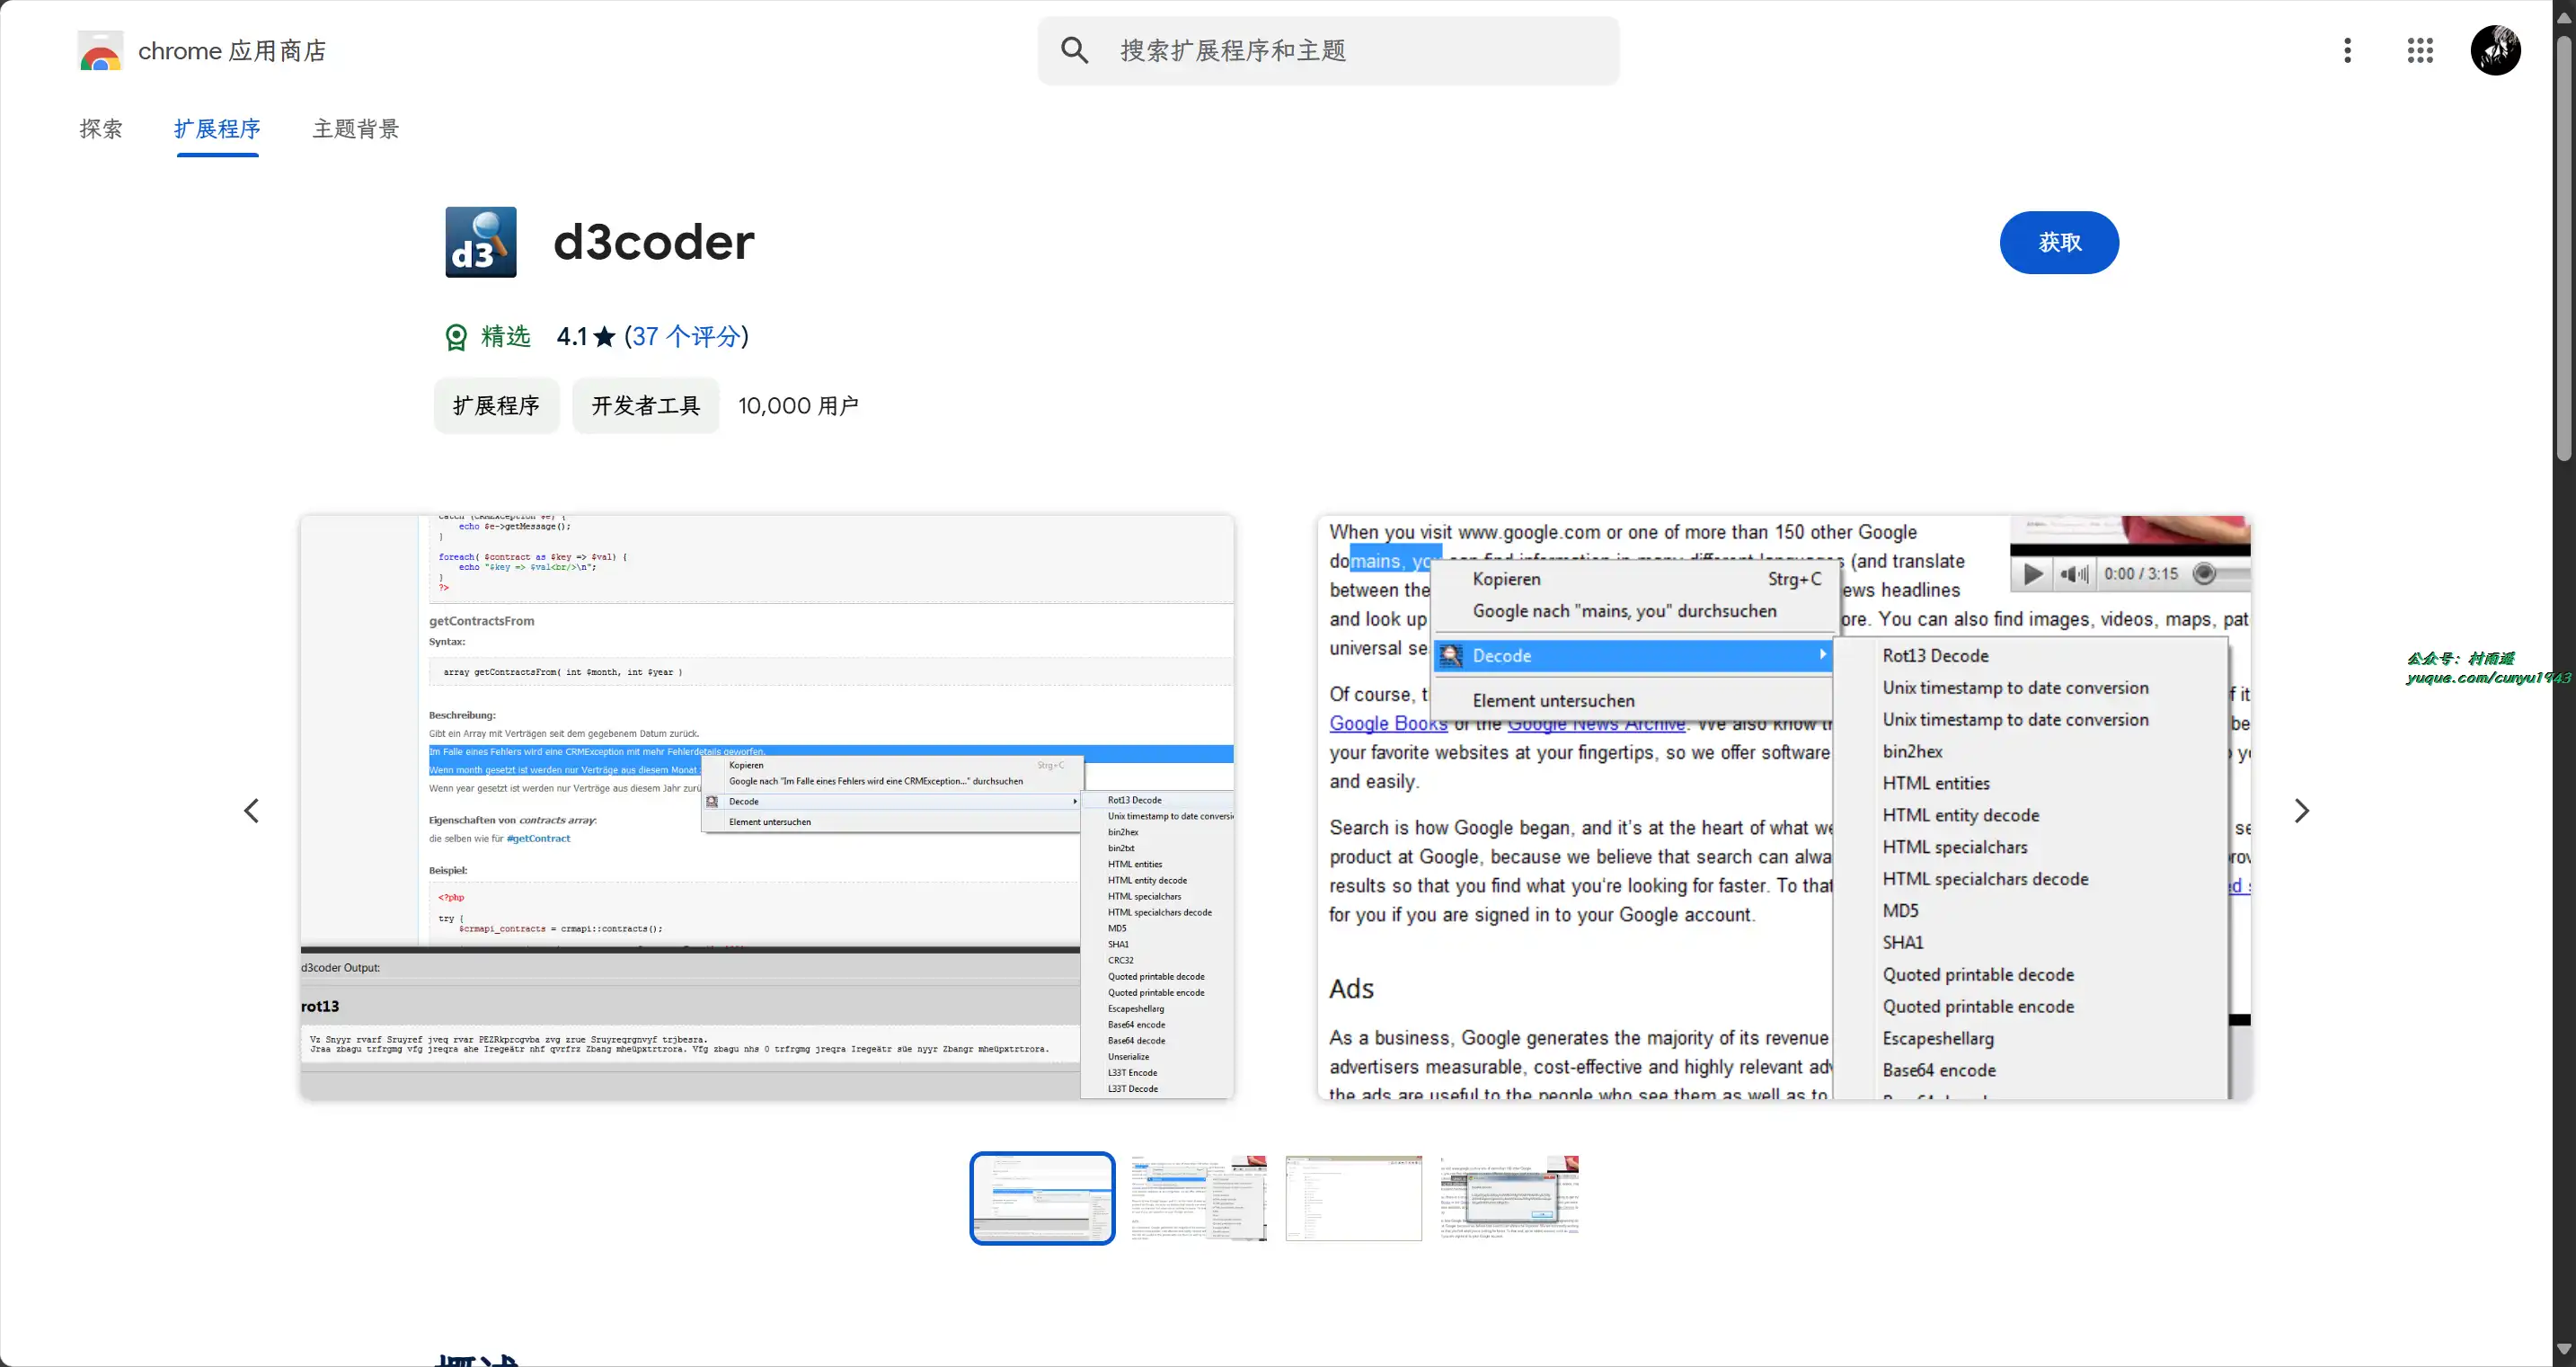 chrome 应用商店
搜索扩展程序和主题
探索
扩展程序
主题背景
d3
d3coder
获取
精选
4.1★ (37 个评分)
扩展程序
开发者工具
10,000 用户
echo $e->getMessage();
}
foreach( $contract as $key => $val) {
echo "$key => $val<br/>\n";
}
?>
getContractsFrom
Syntax:
array getContractsFrom( int $month, int $year )
Beschreibung:
Gibt ein Array mit Verträgen seit dem gegebenem Datum zurück.
Im Falle eines Fehlers wird eine CRMException mit mehr Fehlerdetails geworfen.
Wenn month gesetzt ist werden nur Verträge aus diesem Monat
Wenn year gesetzt ist werden nur Verträge aus diesem Jahr zurü
Eigenschaften von contracts array:
die selben wie für #getContract
Beispiel:
<?php
try {
$crmapi_contracts = crmapi::contracts();
Kopieren Strg+C
Google nach "Im Falle eines Fehlers wird eine CRMException..." durchsuchen
Decode
Element untersuchen
Rot13 Decode
Unix timestamp to date conversi
bin2hex
bin2txt
HTML entities
HTML entity decode
HTML specialchars
HTML specialchars decode
MD5
SHA1
CRC32
Quoted printable decode
Quoted printable encode
Escapeshellarg
Base64 encode
Base64 decode
Unserialize
L33T Encode
L33T Decode
d3coder Output:
rot13
Vz Snyyr rvarf Sruyref jveq rvar PEZRkprcgvba zvg zrue Sruyreqrgnvyf trjbesra.
Jraa zbagu trfrgmg vfg jreqra ahe Iregeätr nhf qvrfrz Zbang mheüpxtrtrora. Vfg zbagu nhs 0 trfrgmg jreqra Iregeätr süe nyyr Zbangr mheüpxtrtrora.
When you visit www.google.com or one of more than 150 other Google
domains, you can find information in many different languages (and translate
between the
ews headlines
and look up
ore. You can also find images, videos, maps, pat
universal se
Of course, t
f it
Google Books or the Google News Archive. We also know t
be
your favorite websites at your fingertips, so we offer software
and easily.
Search is how Google began, and it's at the heart of what we
se
product at Google, because we believe that search can alwa
results so that you find what you're looking for faster. To that
for you if you are signed in to your Google account.
Ads
As a business, Google generates the majority of its revenue
advertisers measurable, cost-effective and highly relevant adv
the ads are useful to the people who see them as well as to
0:00 / 3:15
Kopieren Strg+C
Google nach "mains, you" durchsuchen
Decode
Element untersuchen
Rot13 Decode
Unix timestamp to date conversion
Unix timestamp to date conversion
bin2hex
HTML entities
HTML entity decode
HTML specialchars
HTML specialchars decode
MD5
SHA1
Quoted printable decode
Quoted printable encode
Escapeshellarg
Base64 encode
公众号：村雨遥
yuque.com/cunyu1943